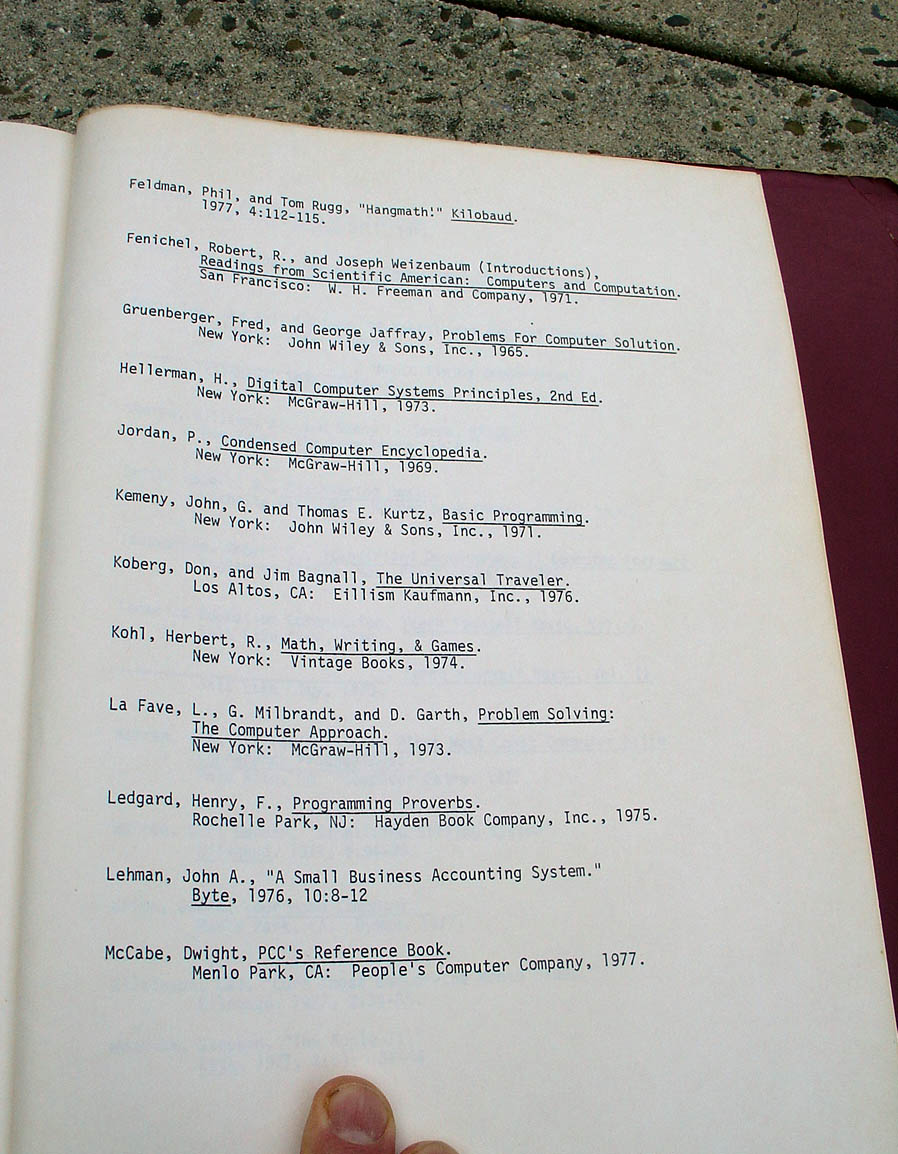 Feldman, Phil, and Tom Rugg, "Hangmath!" Kilobaud.
1977, 4:112-115.
Fenichel, Robert, R., and Joseph Weizenbaum (Introductions),
Readings from Scientific American: Computers and Computation.
San Francisco: W. H. Freeman and Company, 1971.
Gruenberger, Fred, and George Jaffray, Problems For Computer Solution.
New York: John Wiley & Sons, Inc., 1965.
Hellerman, H., Digital Computer Systems Principles, 2nd Ed.
New York: McGraw-Hill, 1973.
Jordan, P., Condensed Computer Encyclopedia.
New York: McGraw-Hill, 1969.
Kemeny, John, G. and Thomas E. Kurtz, Basic Programming.
New York: John Wiley & Sons, Inc., 1971.
Koberg, Don, and Jim Bagnall, The Universal Traveler.
Los Altos, CA: Eillism Kaufmann, Inc., 1976.
Kohl, Herbert, R., Math, Writing, & Games.
New York: Vintage Books, 1974.
La Fave, L., G. Milbrandt, and D. Garth, Problem Solving:
The Computer Approach.
New York: McGraw-Hill, 1973.
Ledgard, Henry, F., Programming Proverbs.
Rochelle Park, NJ: Hayden Book Company, Inc., 1975.
Lehman, John A., "A Small Business Accounting System."
Byte, 1976, 10:8-12
McCabe, Dwight, PCC's Reference Book.
Menlo Park, CA: People's Computer Company, 1977.